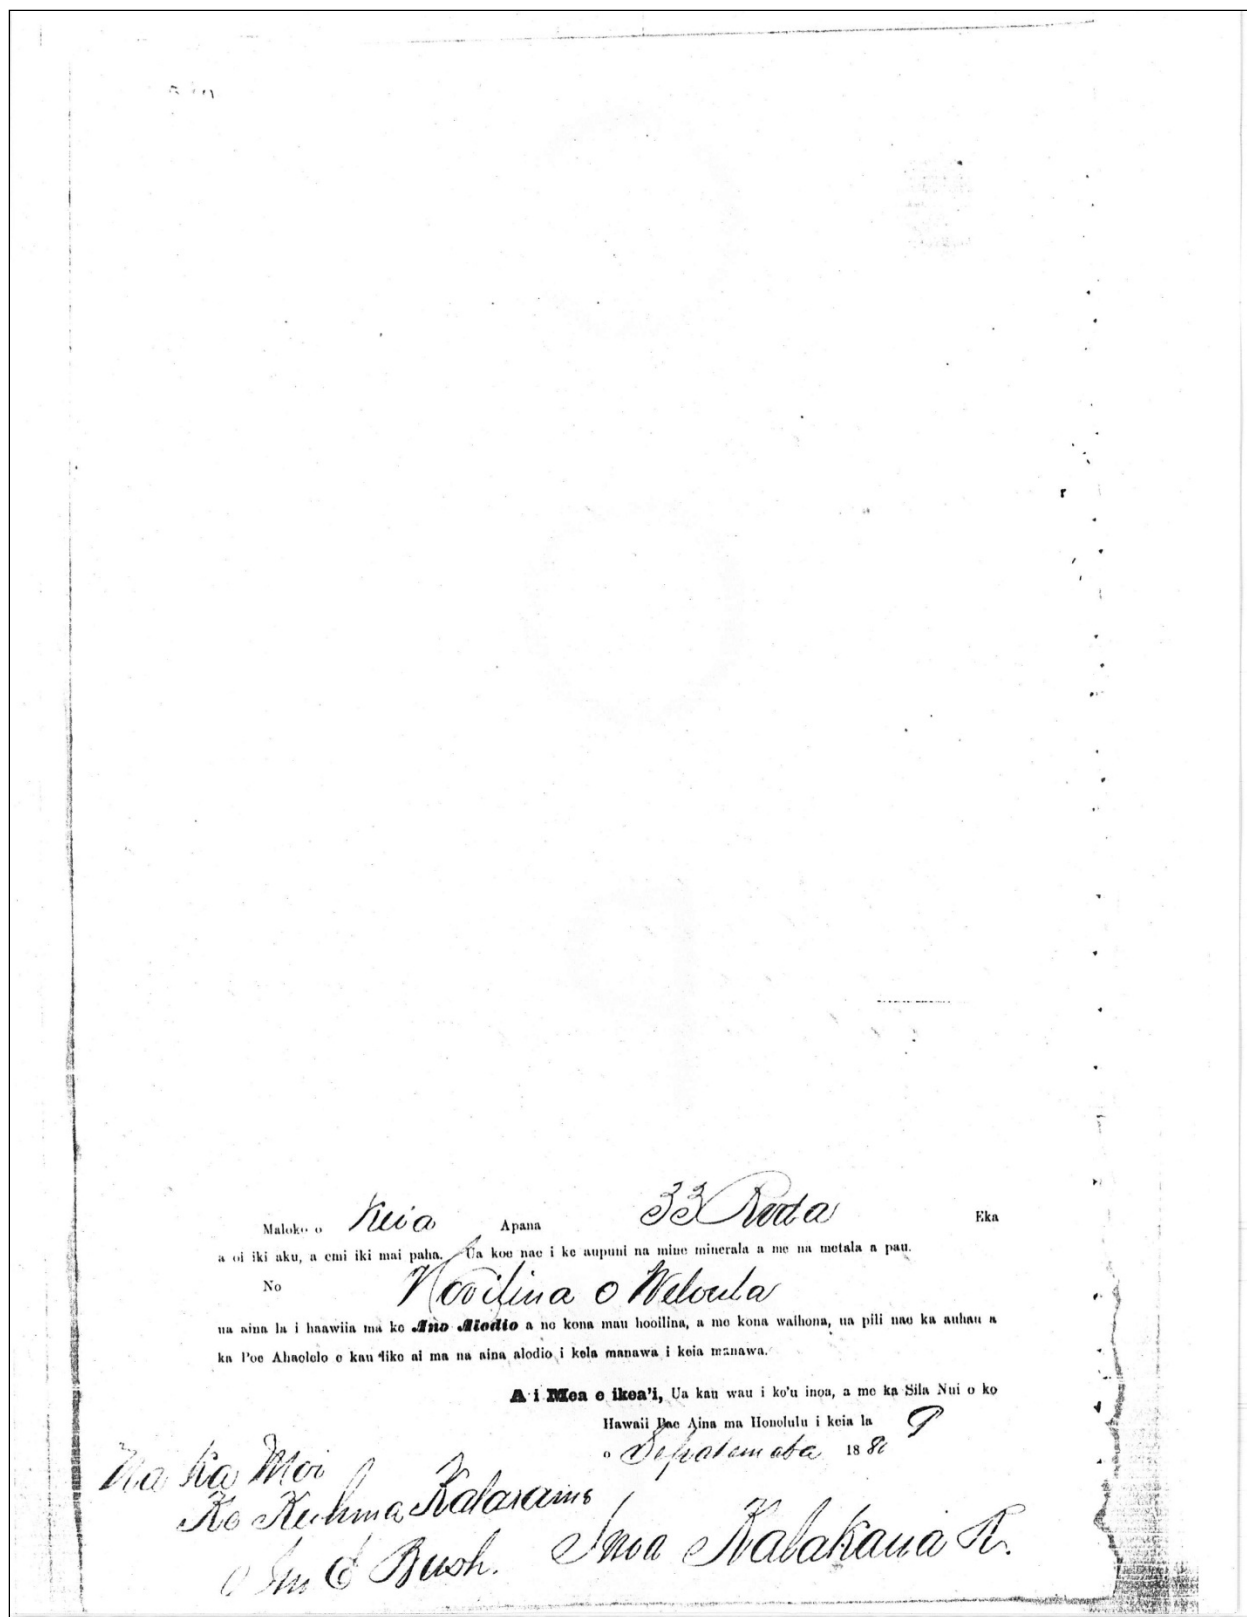 Maloko o Keia Apana 33 Roda Eka
a oi iki aku, a emi iki mai paha. Ua koe nae i ke aupuni na mine minerala a me na metala a pau.
No Hooilina o Weloula
ua aina la i haawiia ma ke Ano Alodio a no kona mau hooilina, a me kona waihona, ua pili nae ka auhau a
ka Poe Ahaolelo e kau like ai ma na aina alodio i kela manawa i keia manawa.
A i Mea e ikea'i, Ua kau wau i ko'u inoa, a me ka Sila Nui o ko
Hawaii Pae Aina ma Honolulu i keia la 9
o Sepatemaba 1880
Na ka Moi
Inoa Kalakaua R.
Ko Kuhina Kalaiaina
Jno E Bush.